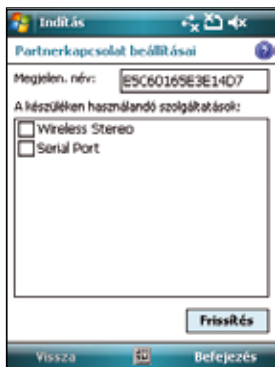 Indítás
Partnerkapcsolat beállításai
Megjelen. név: E5C60165E3E14D7
A készüléken használandó szolgáltatások:
Wireless Stereo
Serial Port
Frissítés
Vissza Befejezés